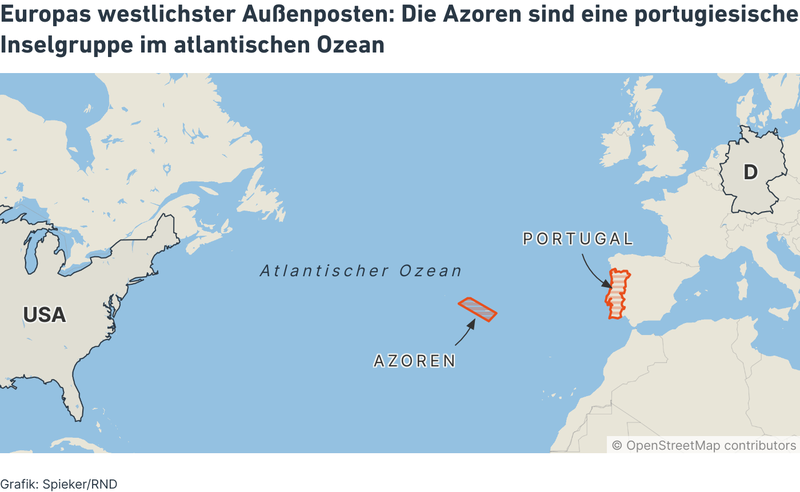 Europas westlichster Außenposten: Die Azoren sind eine portugiesische
Inselgruppe im atlantischen Ozean
D
PORTUGAL
Atlantischer Ozean
USA
AZOREN
© OpenStreetMap contributors
Grafik: Spieker/RND